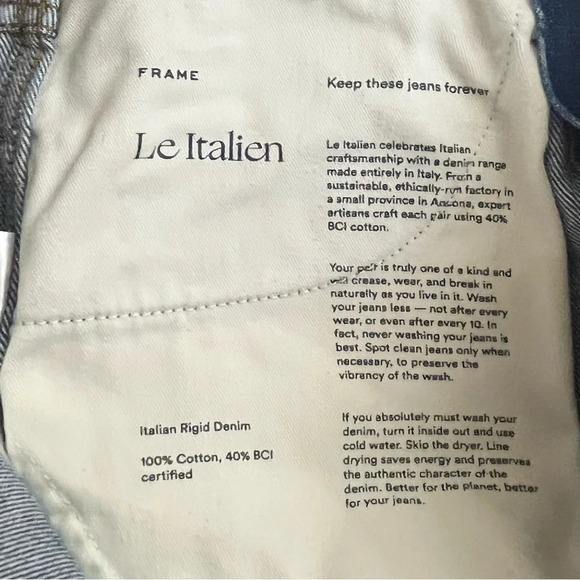 FRAME
Keep these jeans forever
Le Italien
Le Italien celebrates Italian
craftsmanship with a denim range
made entirely in Italy. From a
sustainable, ethically-run factory in
a small province in Ancona, expert
artisans craft each pair using 40%
BCI cotton.
Your pair is truly one of a kind and
will crease, wear, and break in
naturally as you live in it. Wash
your jeans less — not after every
wear, or even after every 10. In
fact, never washing your jeans is
best. Spot clean jeans only when
necessary, to preserve the
vibrancy of the wash.
Italian Rigid Denim
100% Cotton, 40% BCI
certified
If you absolutely must wash your
denim, turn it inside out and use
cold water. Skip the dryer. Line
drying saves energy and preserves
the authentic character of the
denim. Better for the planet, better
for your jeans.